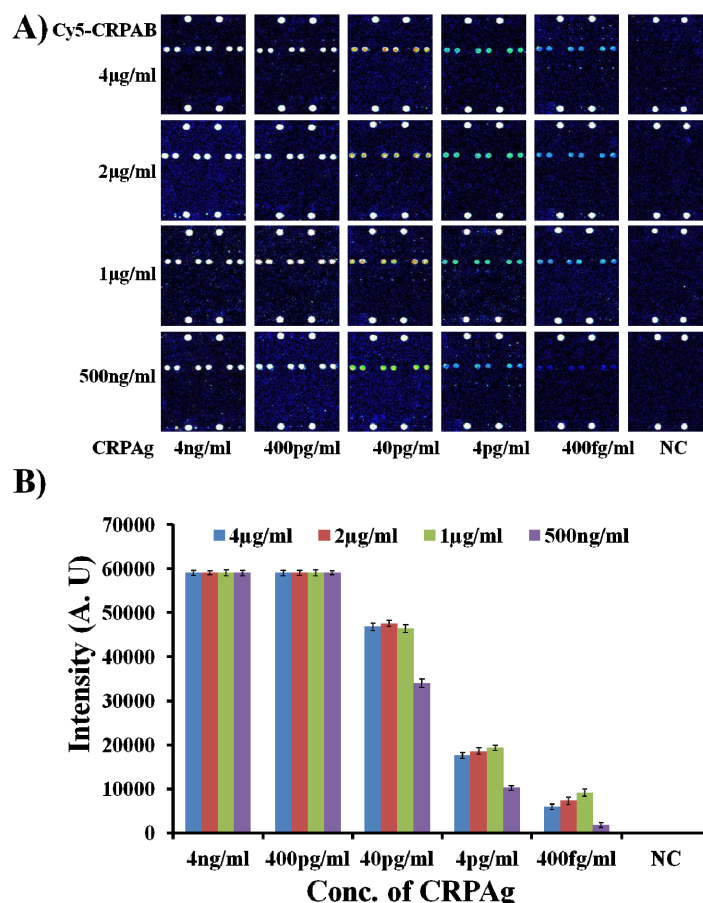 A)
Cy5-CRPAB
4µg/ml
2µg/ml
1µg/ml
500ng/ml
CRPAg 4ng/ml 400pg/ml 40pg/ml 4pg/ml 400fg/ml NC
B)
4µg/ml 2µg/ml 1µg/ml 500ng/ml
Intensity (A. U)
70000
60000
50000
40000
30000
20000
10000
0
4ng/ml 400pg/ml 40pg/ml 4pg/ml 400fg/ml NC
Conc. of CRPAg